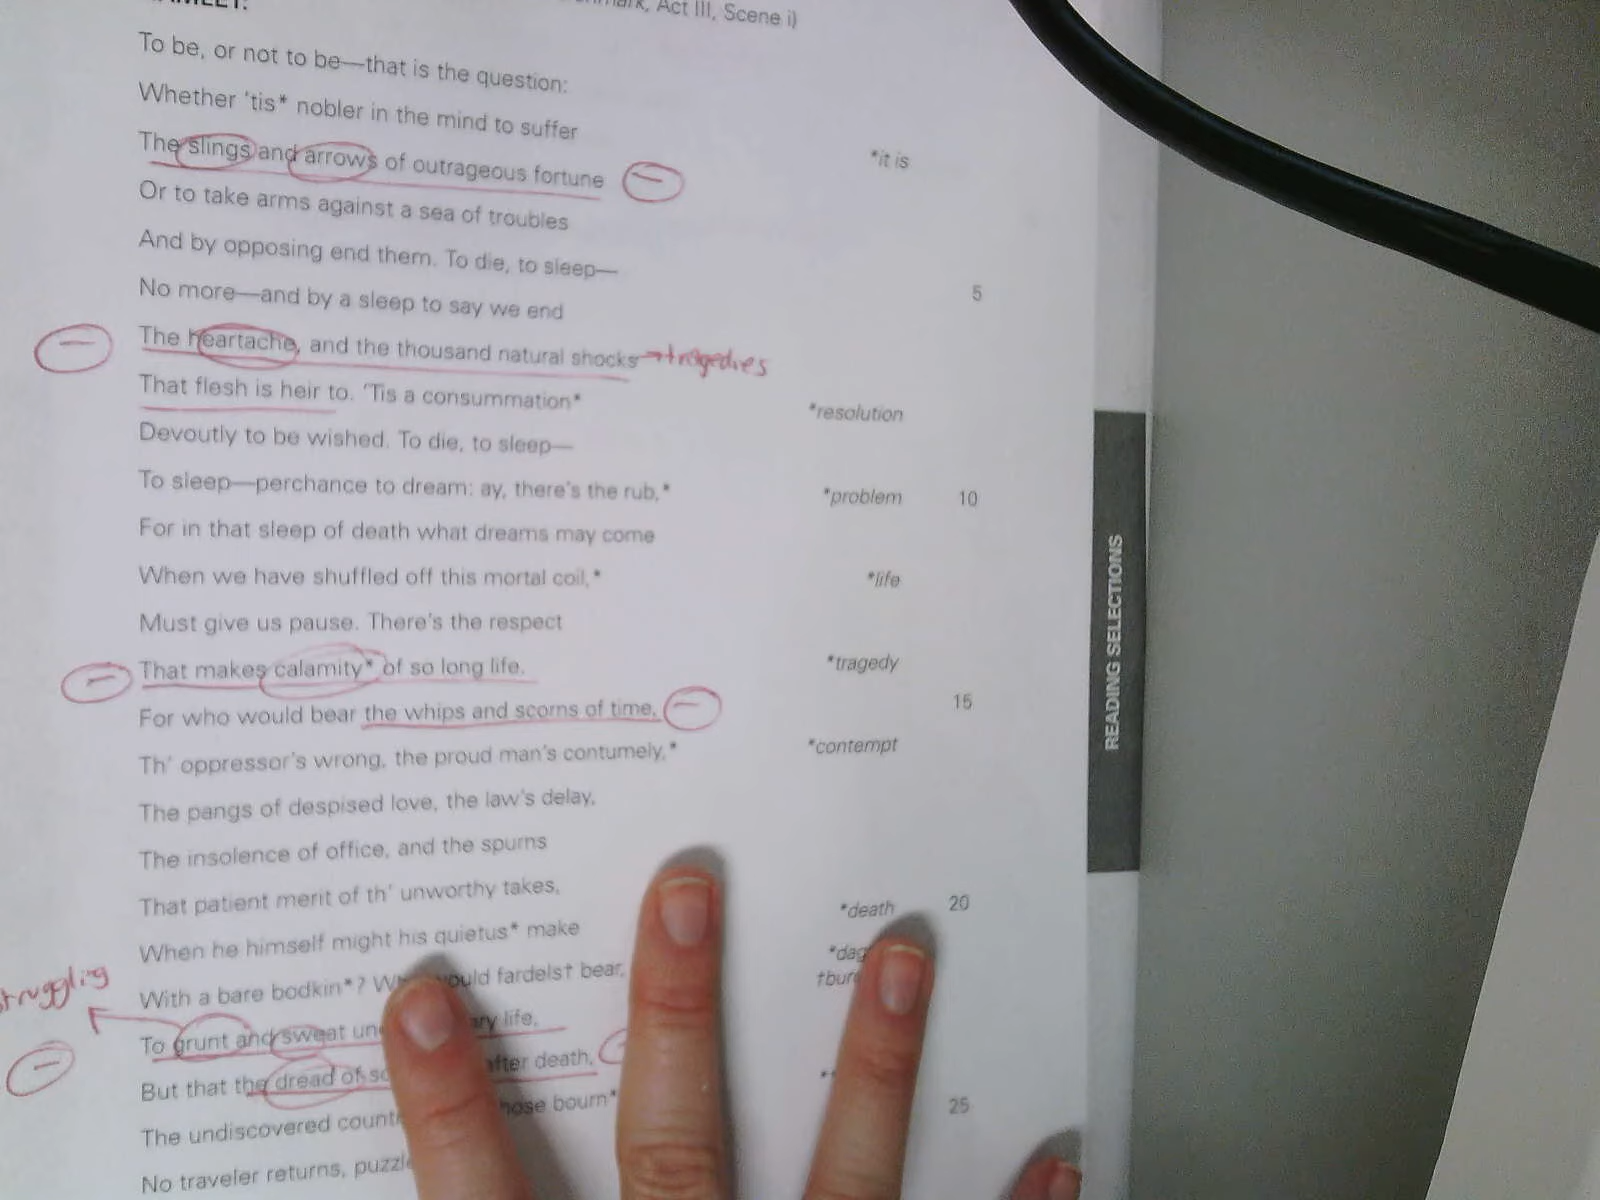 Act III, Scene i)
To be, or not to be—that is the question:
Whether 'tis* nobler in the mind to suffer
*it is
The slings and arrows of outrageous fortune
Or to take arms against a sea of troubles
And by opposing end them. To die, to sleep—
5
No more—and by a sleep to say we end
The heartache, and the thousand natural shocks → tragedies
That flesh is heir to. 'Tis a consummation*
*resolution
Devoutly to be wished. To die, to sleep—
To sleep—perchance to dream: ay, there's the rub,*
*problem 10
For in that sleep of death what dreams may come
When we have shuffled off this mortal coil,*
*life
Must give us pause. There's the respect
That makes calamity* of so long life.
*tragedy
For who would bear the whips and scorns of time,
15
Th' oppressor's wrong, the proud man's contumely,*
*contempt
The pangs of despised love, the law's delay,
The insolence of office, and the spurns
That patient merit of th' unworthy takes,
When he himself might his quietus* make
*death 20
With a bare bodkin*? fardels† bear,
To grunt and sweat life,
But that the dread of after death,
The undiscovered bourn*
25
No traveler returns,
READING SELECTIONS